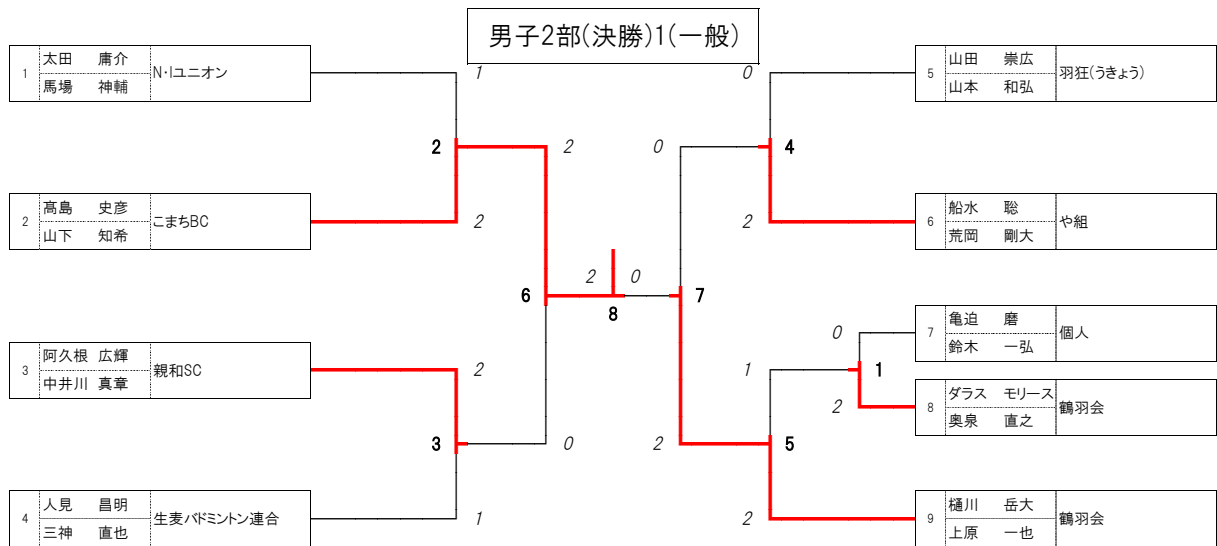 男子2部(決勝)1(一般)
1 太田 庸介 N・Iユニオン
馬場 神輔
1
2
2
2 髙島 史彦 こまちBC
山下 知希
2
6
3 阿久根 広輝 親和SC
中井川 真章
2
3
0
4 人見 昌明 生麦バドミントン連合
三神 直也
1
2 0
8
0
5 山田 崇広 羽狂(うきょう)
山本 和弘
0
4
2
6 船水 聡 や組
荒岡 剛大
7
0
7 亀迫 磨 個人
鈴木 一弘
1
1
2
8 ダラス モリース 鶴羽会
奥泉 直之
2
5
2
9 樋川 岳大 鶴羽会
上原 一也